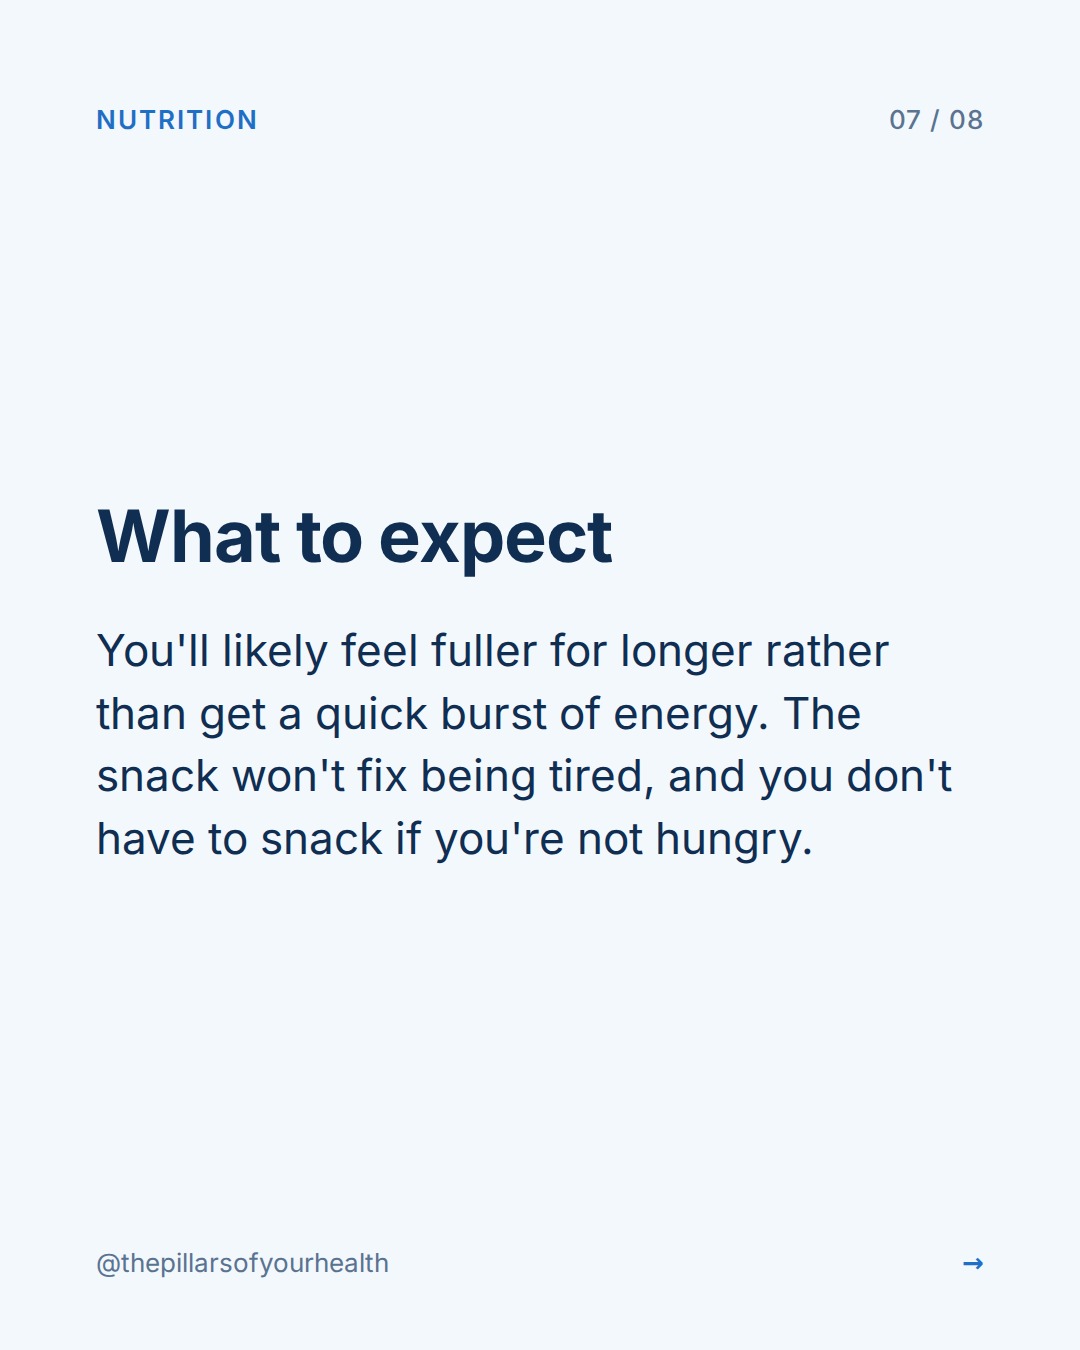 NUTRITION
07 / 08
What to expect
You'll likely feel fuller for longer rather
than get a quick burst of energy. The
snack won't fix being tired, and you don't
have to snack if you're not hungry.
@thepillarsofyourhealth
→